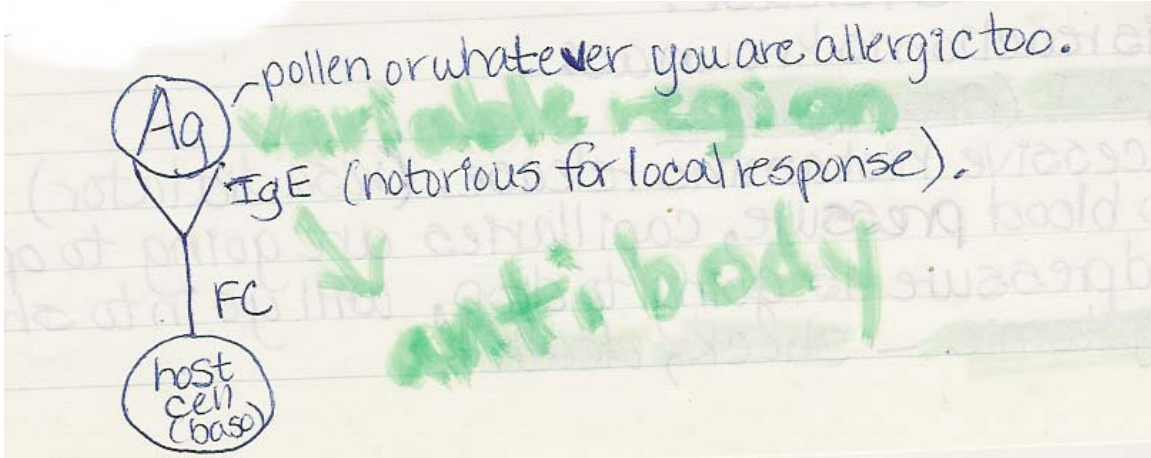 pollen or whatever you are allergic too.
Ag
variable region
IgE (notorious for local response).
antibody
FC
host
cell
(baso)